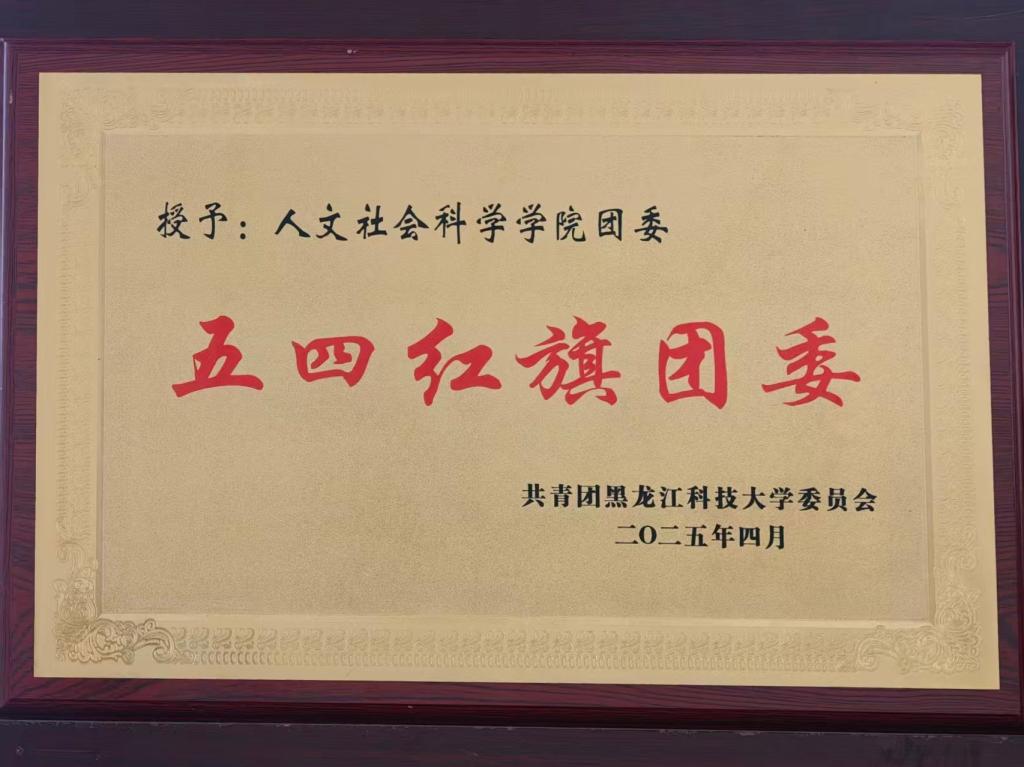 授予：人文社会科学学院团委
五四红旗团委
共青团黑龙江科技大学委员会
二〇二五年四月